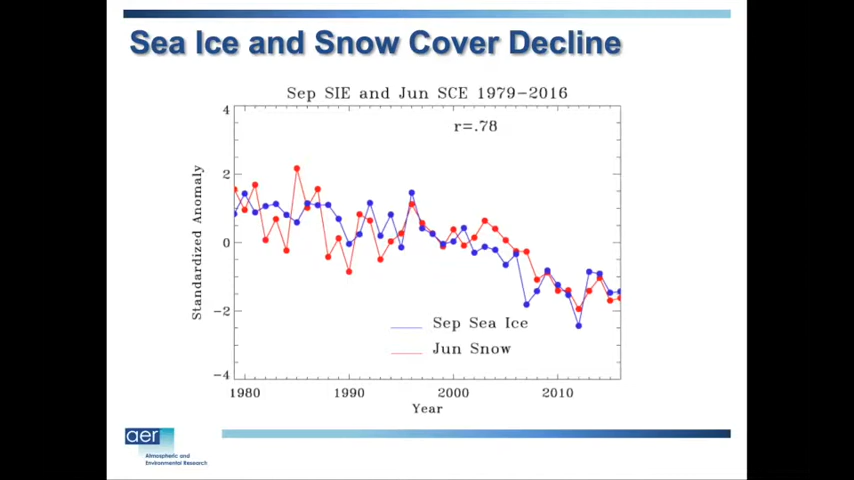 Sea Ice and Snow Cover Decline
Sep SIE and Jun SCE 1979-2016
r=.78
4
2
0
-2
-4
Standardized Anomaly
Sep Sea Ice
Jun Snow
1980 1990 2000 2010
Year
aer
Atmospheric and
Environmental Research